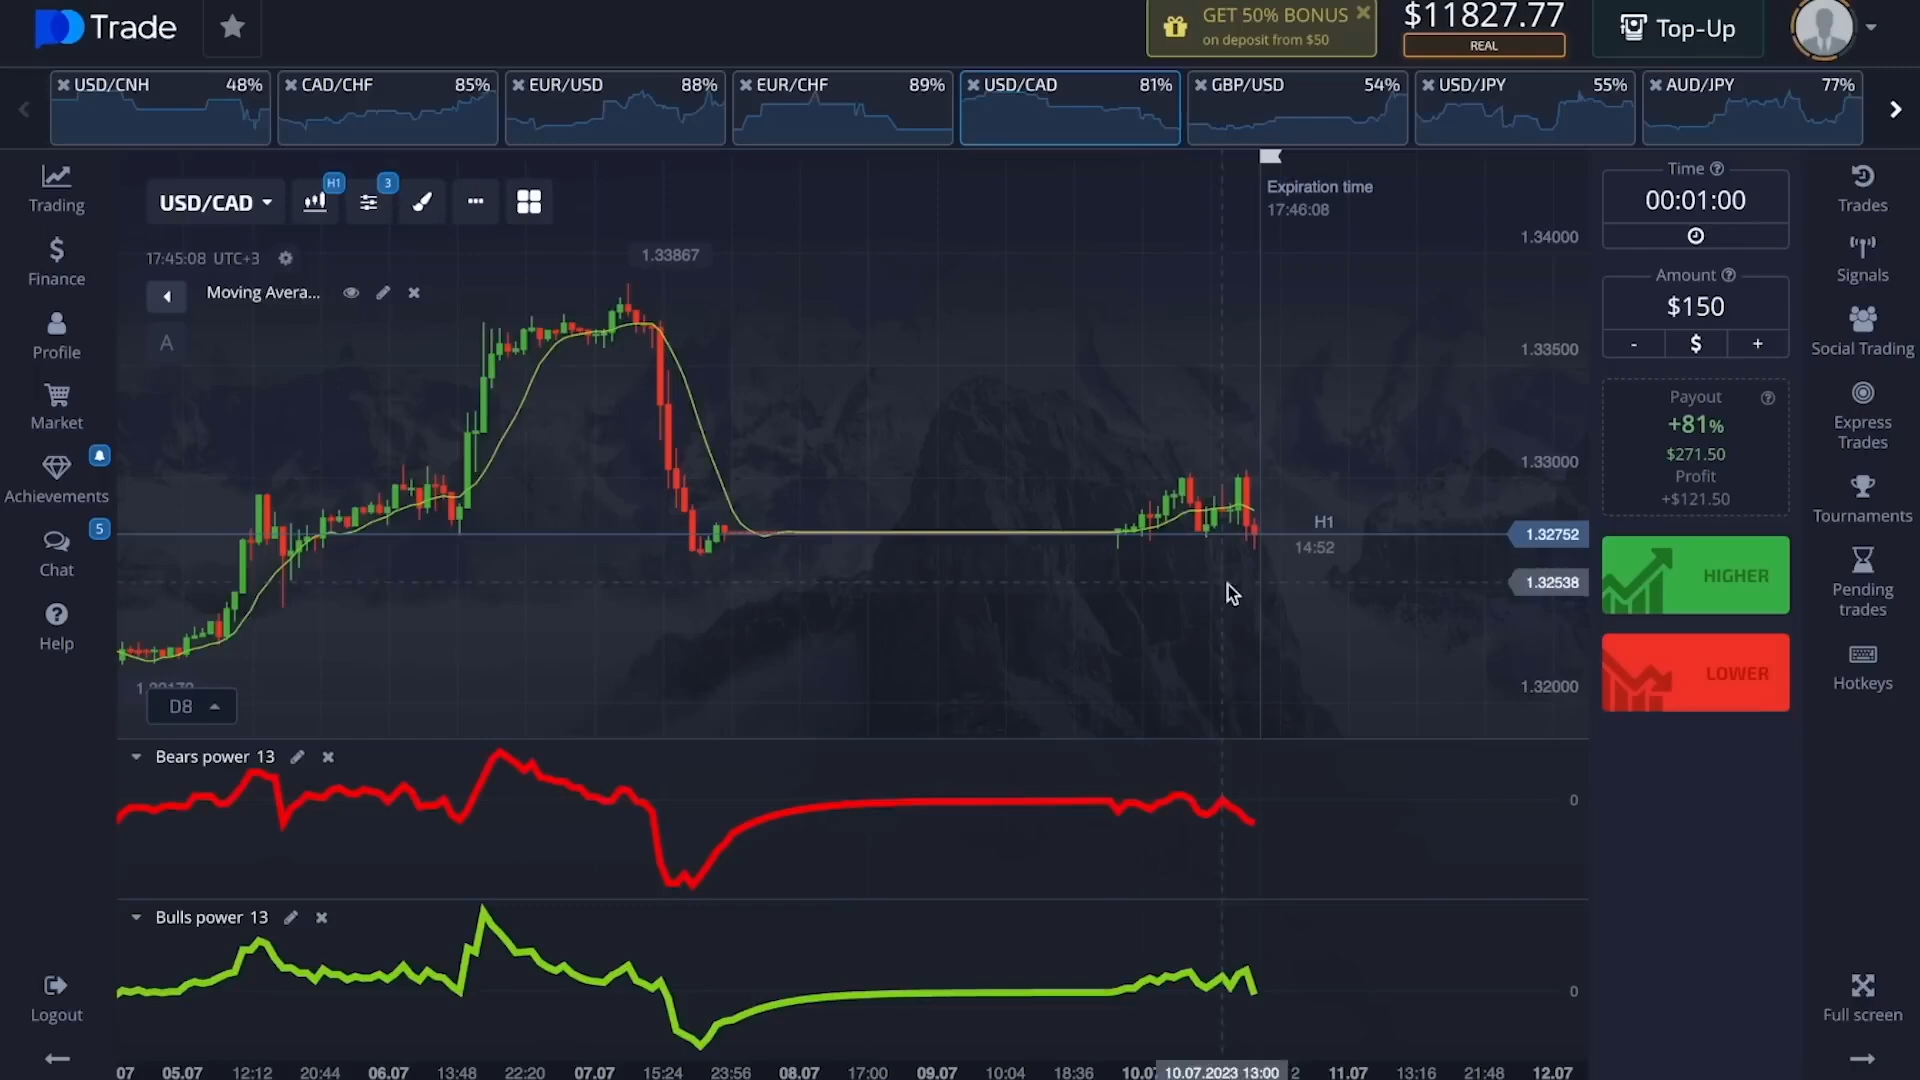 Trade
GET 50% BONUS
on deposit from $50
$11827.77
REAL
Top-Up
USD/CNH 48%
CAD/CHF 85%
EUR/USD 88%
EUR/CHF 89%
USD/CAD 81%
GBP/USD 54%
USD/JPY 55%
AUD/JPY 77%
Trading
Finance
Profile
Market
Achievements
5
Chat
Help
Logout
USD/CAD
H1
3
17:45:08 UTC+3
Moving Avera...
A
1.33867
Expiration time
17:46:08
1.34000
1.33500
1.33000
H1
14:52
1.32752
1.32538
1.32000
D8
Bears power 13
0
Bulls power 13
0
07 05.07 12:12 20:44 06.07 13:48 22:20 07.07 15:24 23:56 08.07 17:00 09.07 10:04 18:36 10.0 10.07.2023 13:00 2 11.07 13:16 21:48 12.07
Time
00:01:00
Amount
$150
- $ +
Payout
+81%
$271.50
Profit
+$121.50
HIGHER
LOWER
Trades
Signals
Social Trading
Express
Trades
Tournaments
Pending
trades
Hotkeys
Full screen